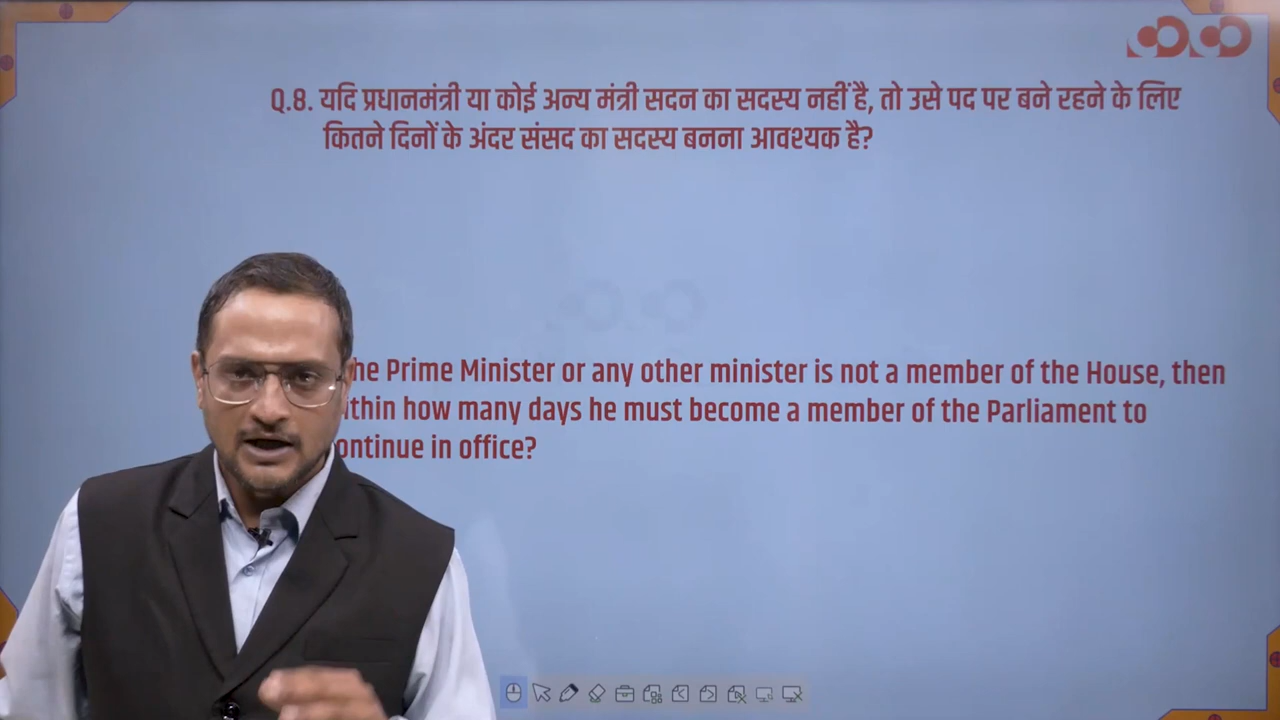 Q.8. यदि प्रधानमंत्री या कोई अन्य मंत्री सदन का सदस्य नहीं है, तो उसे पद पर बने रहने के लिए
कितने दिनों के अंदर संसद का सदस्य बनना आवश्यक है?
he Prime Minister or any other minister is not a member of the House, then
thin how many days he must become a member of the Parliament to
ontinue in office?